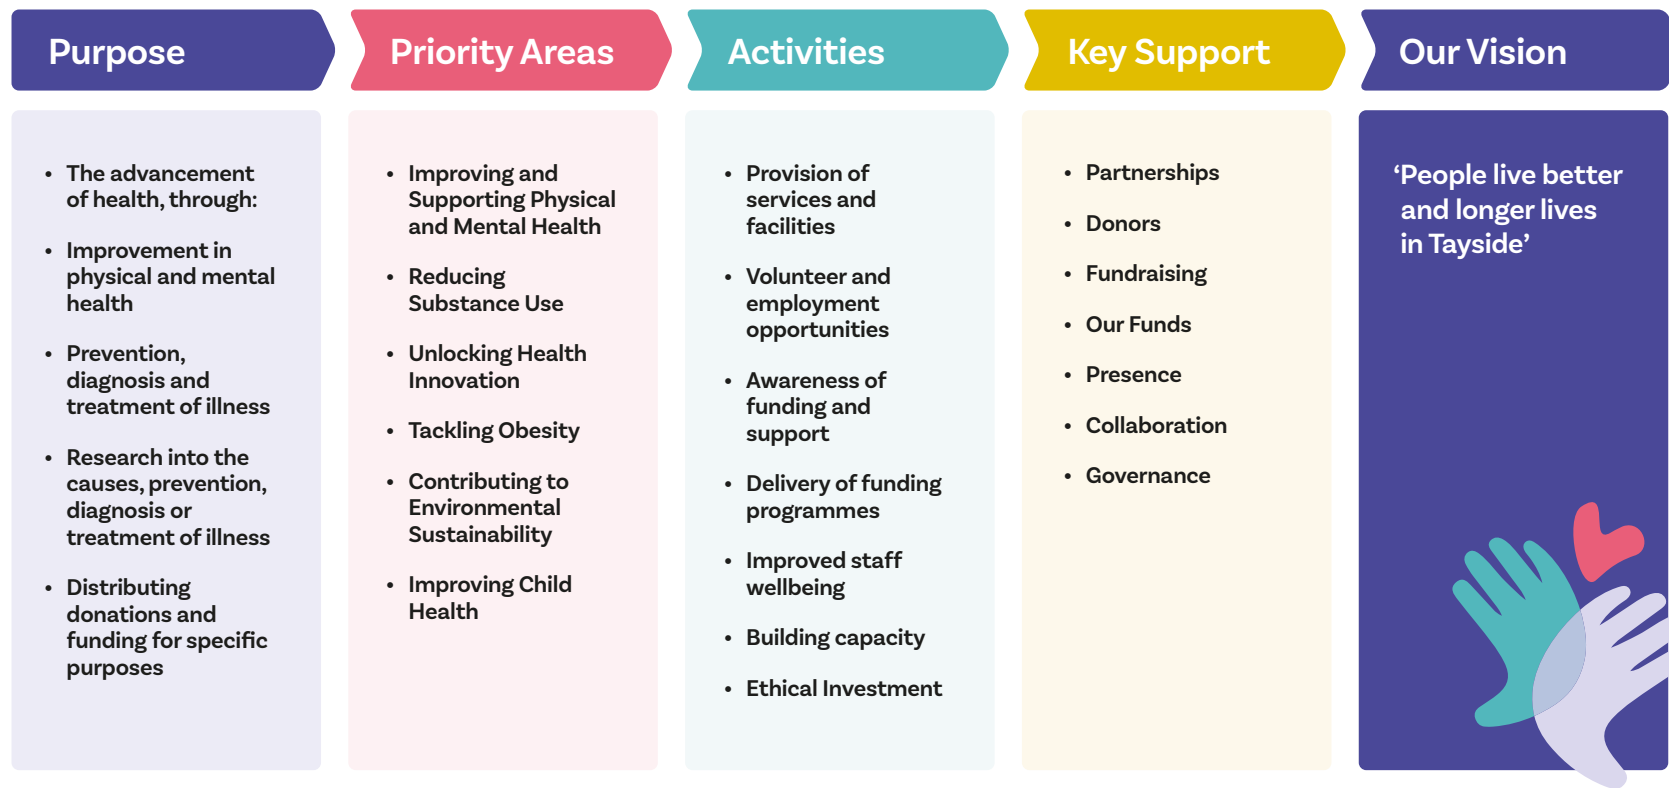 Purpose
• The advancement
of health, through:
• Improvement in
physical and mental
health
• Prevention,
diagnosis and
treatment of illness
• Research into the
causes, prevention,
diagnosis or
treatment of illness
• Distributing
donations and
funding for specific
purposes
Priority Areas
• Improving and
Supporting Physical
and Mental Health
• Reducing
Substance Use
• Unlocking Health
Innovation
• Tackling Obesity
• Contributing to
Environmental
Sustainability
• Improving Child
Health
Activities
• Provision of
services and
facilities
• Volunteer and
employment
opportunities
• Awareness of
funding and
support
• Delivery of funding
programmes
• Improved staff
wellbeing
• Building capacity
• Ethical Investment
Key Support
• Partnerships
• Donors
• Fundraising
• Our Funds
• Presence
• Collaboration
• Governance
Our Vision
‘People live better
and longer lives
in Tayside’